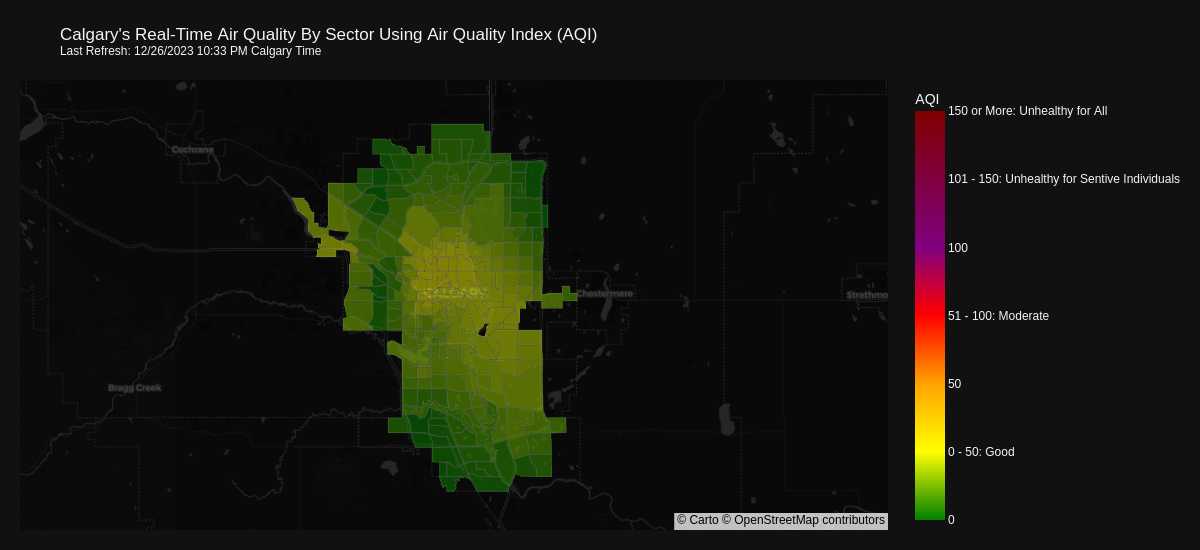 Calgary's Real-Time Air Quality By Sector Using Air Quality Index (AQI)
Last Refresh: 12/26/2023 10:33 PM Calgary Time
AQI
150 or More: Unhealthy for All
101 - 150: Unhealthy for Sentive Individuals
100
51 - 100: Moderate
50
0 - 50: Good
0
Cochrane
Chestermere
Strathmo
Bragg Creek
© Carto © OpenStreetMap contributors